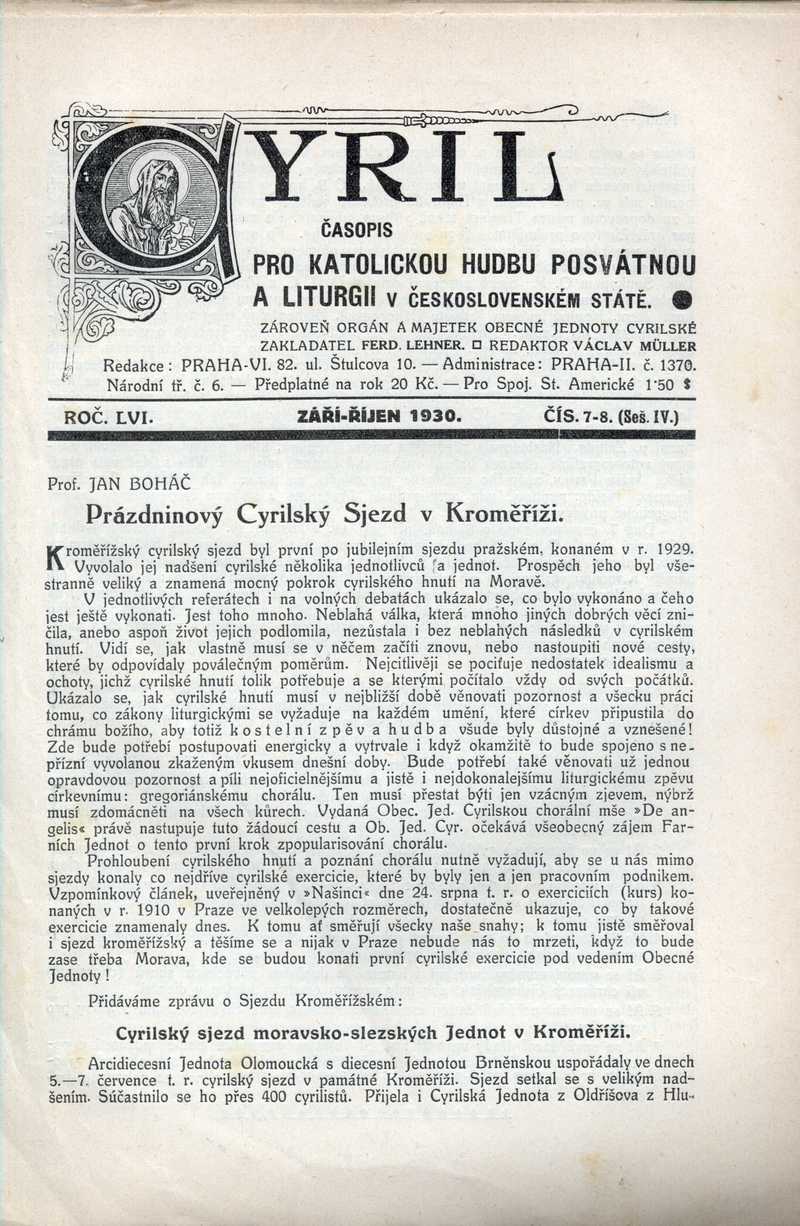 CYRIL
ČASOPIS
PRO KATOLICKOU HUDBU POSVÁTNOU
A LITURGII V ČESKOSLOVENSKÉM STÁTĚ. ●
ZÁROVEŇ ORGÁN A MAJETEK OBECNÉ JEDNOTY CYRILSKÉ
ZAKLADATEL FERD. LEHNER. □ REDAKTOR VÁCLAV MÜLLER
Redakce: PRAHA-VI. 82. ul. Štulcova 10. — Administrace: PRAHA-II. č. 1370.
Národní tř. č. 6. — Předplatné na rok 20 Kč. — Pro Spoj. St. Americké 1·50 $
ROČ. LVI. ZÁŘÍ-ŘÍJEN 1930. ČÍS. 7-8. (Seš. IV.)
Prof. JAN BOHÁČ
Prázdninový Cyrilský Sjezd v Kroměříži.
Kroměřížský cyrilský sjezd byl první po jubilejním sjezdu pražském, konaném v r. 1929.
Vyvolalo jej nadšení cyrilské několika jednotlivců a jednot. Prospěch jeho byl vše-
stranně veliký a znamená mocný pokrok cyrilského hnutí na Moravě.
V jednotlivých referátech i na volných debatách ukázalo se, co bylo vykonáno a čeho
jest ještě vykonati. Jest toho mnoho. Neblahá válka, která mnoho jiných dobrých věcí zni-
čila, anebo aspoň život jejich podlomila, nezůstala i bez neblahých následků v cyrilském
hnutí. Vidí se, jak vlastně musí se v něčem začíti znovu, nebo nastoupiti nové cesty,
které by odpovídaly poválečným poměrům. Nejcitlivěji se pociťuje nedostatek idealismu a
ochoty, jichž cyrilské hnutí tolik potřebuje a se kterými počítalo vždy od svých počátků.
Ukázalo se, jak cyrilské hnutí musí v nejbližší době věnovati pozornost a všecku práci
tomu, co zákony liturgickými se vyžaduje na každém umění, které církev připustila do
chrámu božího, aby totiž kostelní zpěv a hudba všude byly důstojné a vznešené!
Zde bude potřebí postupovati energicky a vytrvale i když okamžitě to bude spojeno s ne-
přízní vyvolanou zkaženým vkusem dnešní doby. Bude potřebí také věnovati už jednou
opravdovou pozornost a píli nejoficielnějšímu a jistě i nejdokonalejšímu liturgickému zpěvu
církevnímu: gregoriánskému chorálu. Ten musí přestat býti jen vzácným zjevem, nýbrž
musí zdomácněti na všech kůrech. Vydaná Obec. Jed. Cyrilskou chorální mše »De an-
gelis« právě nastupuje tuto žádoucí cestu a Ob. Jed. Cyr. očekává všeobecný zájem Far-
ních Jednot o tento první krok zpopularisování chorálu.
Prohloubení cyrilského hnutí a poznání chorálu nutně vyžadují, aby se u nás mimo
sjezdy konaly co nejdříve cyrilské exercicie, které by byly jen a jen pracovním podnikem.
Vzpomínkový článek, uveřejněný v »Našinci« dne 24. srpna t. r. o exerciciích (kurs) ko-
naných v r. 1910 v Praze ve velkolepých rozměrech, dostatečně ukazuje, co by takové
exercicie znamenaly dnes. K tomu ať směřují všecky naše snahy; k tomu jistě směřoval
i sjezd kroměřížský a těšíme se a nijak v Praze nebude nás to mrzeti, když to bude
zase třeba Morava, kde se budou konati první cyrilské exercicie pod vedením Obecné
Jednoty!
Přidáváme zprávu o Sjezdu Kroměřížském:
Cyrilský sjezd moravsko-slezských Jednot v Kroměříži.
Arcidiecesní Jednota Olomoucká s diecesní Jednotou Brněnskou uspořádaly ve dnech
5.—7. července t. r. cyrilský sjezd v památné Kroměříži. Sjezd setkal se s velikým nad-
šením. Súčastnilo se ho přes 400 cyrilistů. Přijela i Cyrilská Jednota z Oldříšova z Hlu-